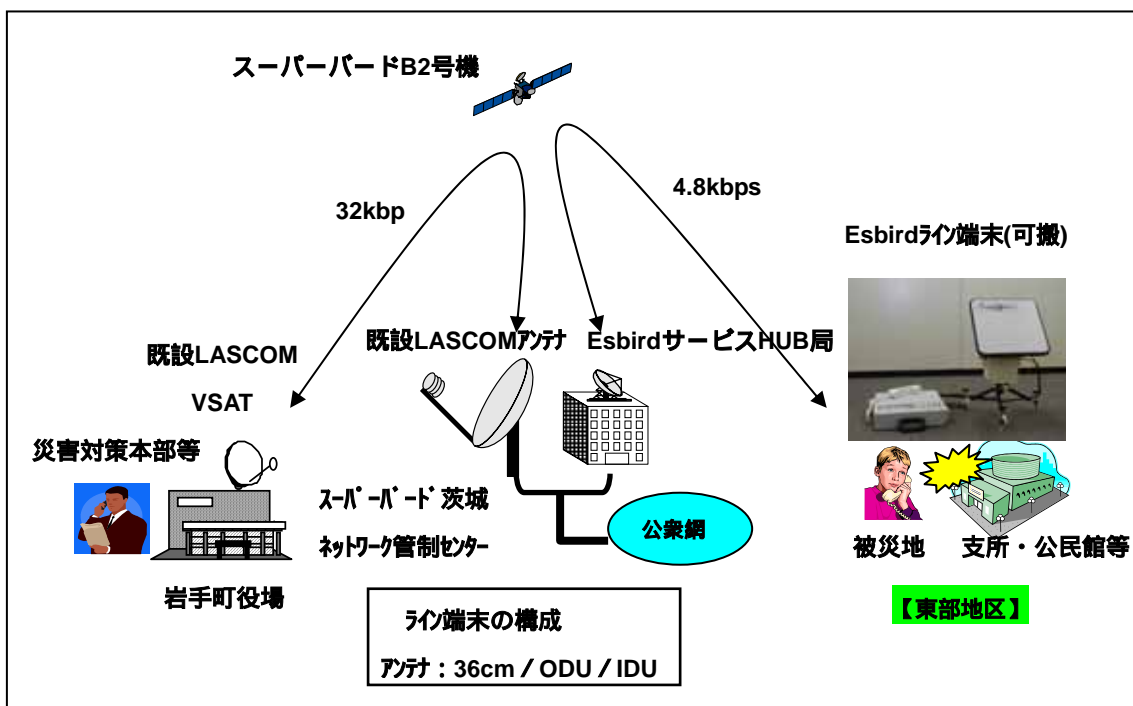 スーパーバードB2号機
32kbp
4.8kbps
Esbirdﾗｲﾝ端末(可搬)
既設LASCOM
VSAT
既設LASCOMｱﾝﾃﾅ
EsbirdサービスHUB局
災害対策本部等
ｽｰﾊﾟｰﾊﾞｰﾄﾞ茨城
ﾈｯﾄﾜｰｸ管制ｾﾝﾀｰ
公衆網
岩手町役場
被災地
支所・公民館等
【東部地区】
ﾗｲﾝ端末の構成
ｱﾝﾃﾅ：36cm／ODU／IDU